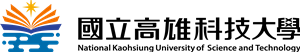 國立高雄科技大學
National Kaohsiung University of Science and Technology